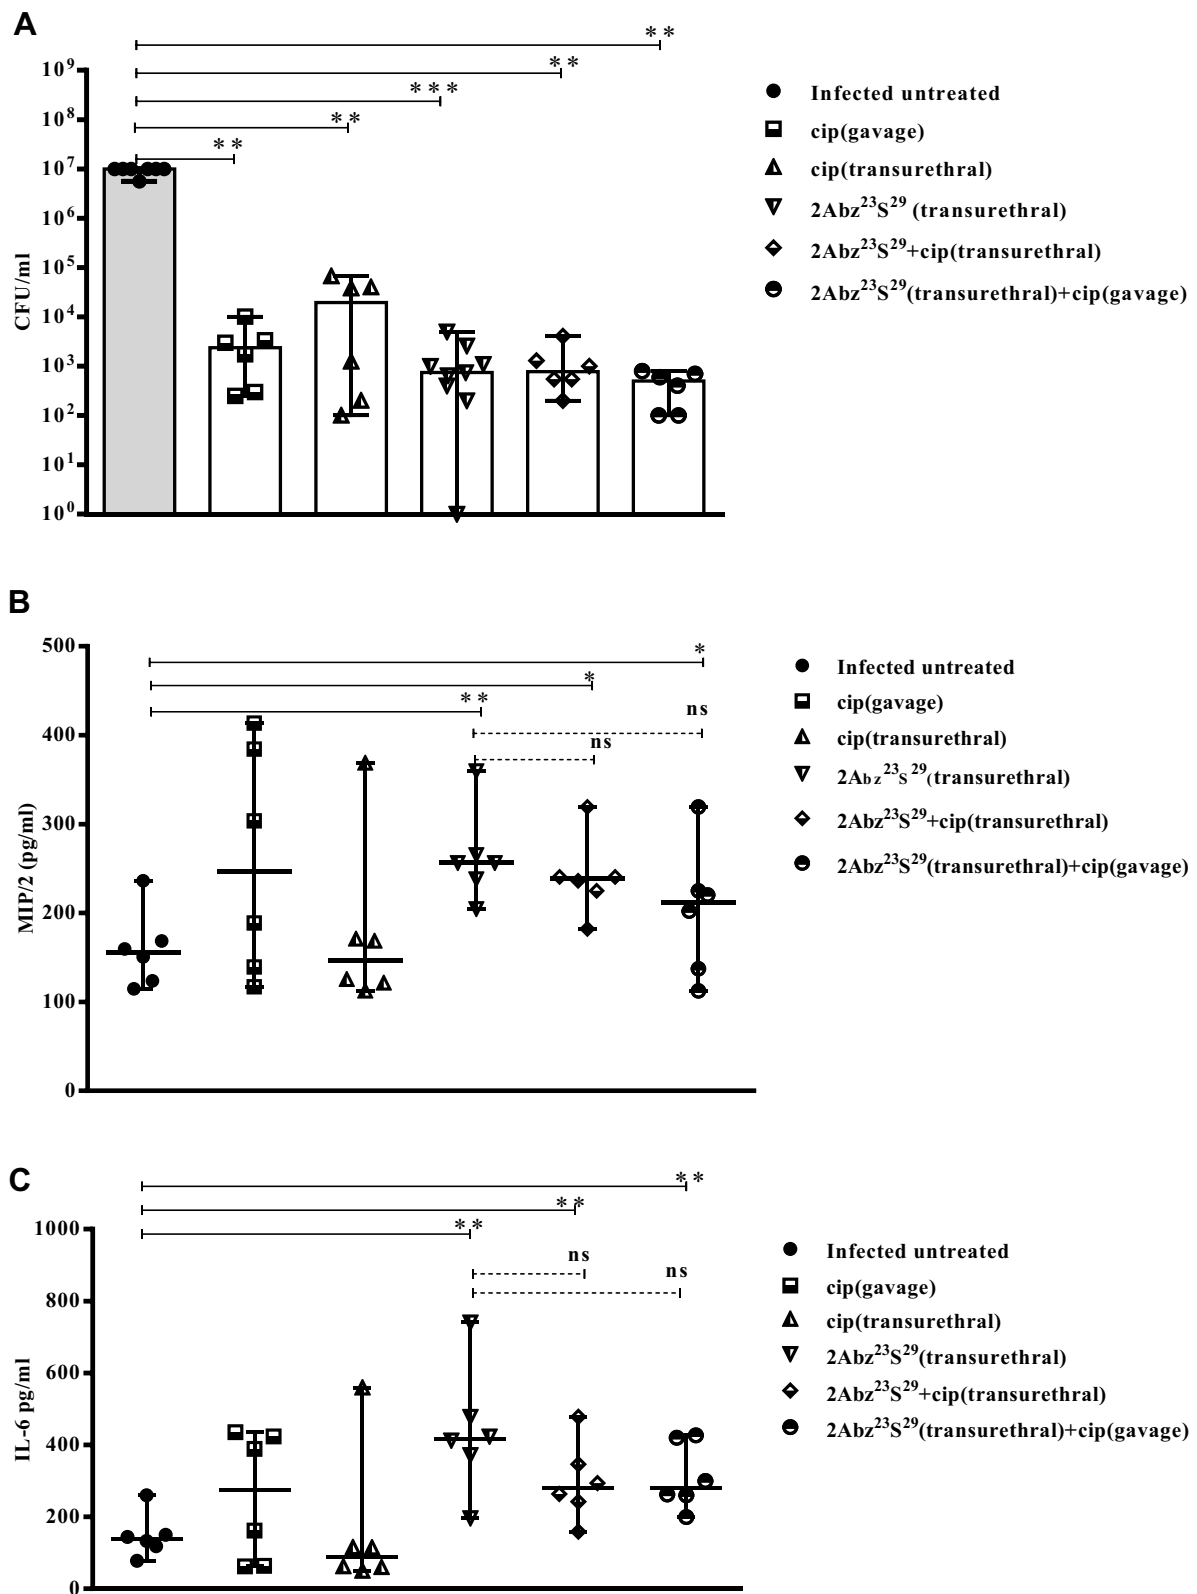 A
**
**
***
**
**
10⁹
10⁸
10⁷
10⁶
10⁵
10⁴
10³
10²
10¹
10⁰
CFU/ml
Infected untreated
cip(gavage)
cip(transurethral)
2Abz²³S²⁹ (transurethral)
2Abz²³S²⁹+cip(transurethral)
2Abz²³S²⁹(transurethral)+cip(gavage)
B
*
*
**
ns
ns
500
400
300
200
100
0
MIP/2 (pg/ml)
Infected untreated
cip(gavage)
cip(transurethral)
2Abz²³S²⁹(transurethral)
2Abz²³S²⁹+cip(transurethral)
2Abz²³S²⁹(transurethral)+cip(gavage)
C
**
**
**
ns
ns
1000
800
600
400
200
0
IL-6 pg/ml
Infected untreated
cip(gavage)
cip(transurethral)
2Abz²³S²⁹(transurethral)
2Abz²³S²⁹+cip(transurethral)
2Abz²³S²⁹(transurethral)+cip(gavage)